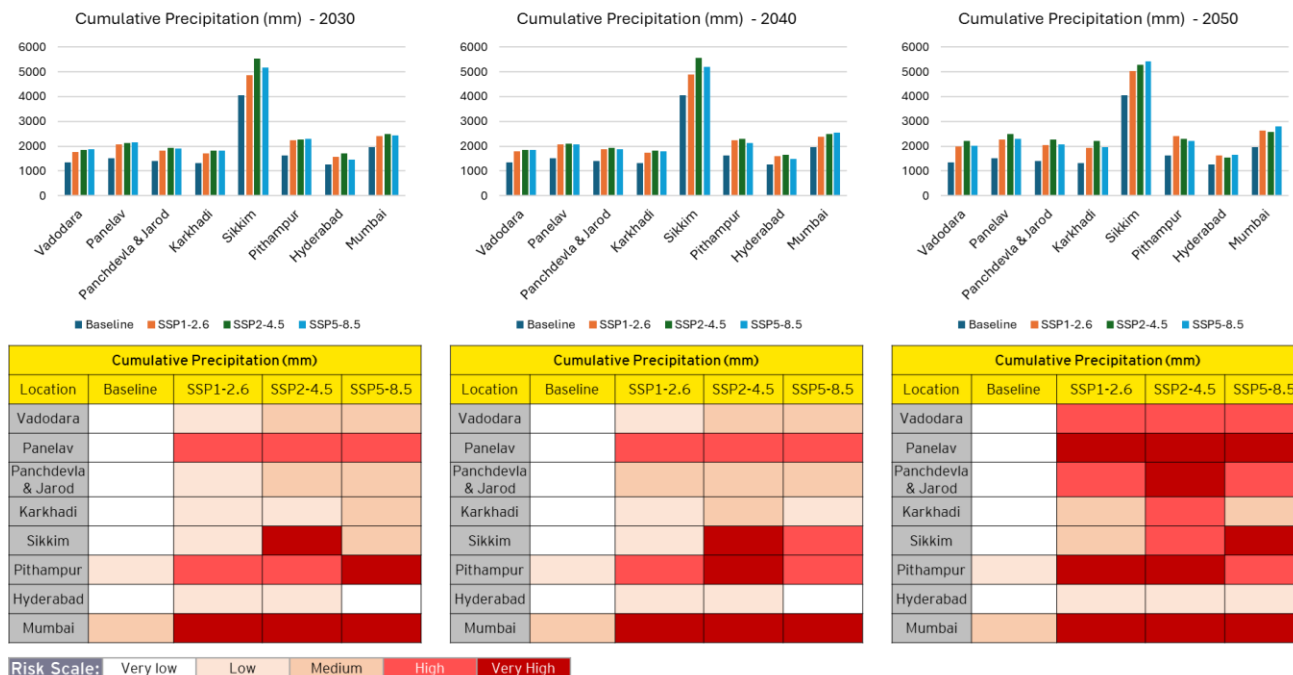 Cumulative Precipitation (mm) - 2030
6000
5000
4000
3000
2000
1000
0
Vadodara
Panelav
Panchdevla & Jarod
Karkhadi
Sikkim
Pithampur
Hyderabad
Mumbai
Baseline SSP1-2.6 SSP2-4.5 SSP5-8.5
Cumulative Precipitation (mm) - 2040
6000
5000
4000
3000
2000
1000
0
Vadodara
Panelav
Panchdevla & Jarod
Karkhadi
Sikkim
Pithampur
Hyderabad
Mumbai
Baseline SSP1-2.6 SSP2-4.5 SSP5-8.5
Cumulative Precipitation (mm) - 2050
6000
5000
4000
3000
2000
1000
0
Vadodara
Panelav
Panchdevla & Jarod
Karkhadi
Sikkim
Pithampur
Hyderabad
Mumbai
Baseline SSP1-2.6 SSP2-4.5 SSP5-8.5
Cumulative Precipitation (mm)
Location Baseline SSP1-2.6 SSP2-4.5 SSP5-8.5
Vadodara
Panelav
Panchdevla
& Jarod
Karkhadi
Sikkim
Pithampur
Hyderabad
Mumbai
Cumulative Precipitation (mm)
Location Baseline SSP1-2.6 SSP2-4.5 SSP5-8.5
Vadodara
Panelav
Panchdevla
& Jarod
Karkhadi
Sikkim
Pithampur
Hyderabad
Mumbai
Cumulative Precipitation (mm)
Location Baseline SSP1-2.6 SSP2-4.5 SSP5-8.5
Vadodara
Panelav
Panchdevla
& Jarod
Karkhadi
Sikkim
Pithampur
Hyderabad
Mumbai
Risk Scale: Very low Low Medium High Very High